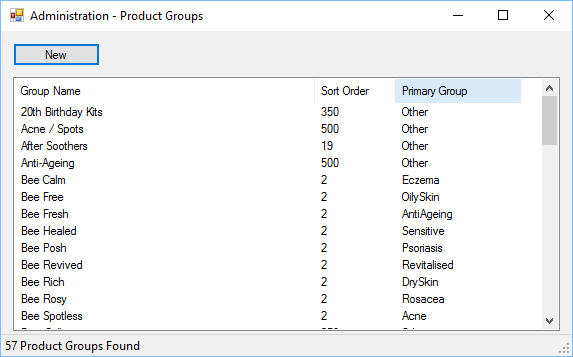 Administration - Product Groups
New
Group Name Sort Order Primary Group
20th Birthday Kits 350 Other
Acne / Spots 500 Other
After Soothers 19 Other
Anti-Ageing 500 Other
Bee Calm 2 Eczema
Bee Free 2 OilySkin
Bee Fresh 2 AntiAgeing
Bee Healed 2 Sensitive
Bee Posh 2 Psoriasis
Bee Revived 2 Revitalised
Bee Rich 2 DrySkin
Bee Rosy 2 Rosacea
Bee Spotless 2 Acne
57 Product Groups Found